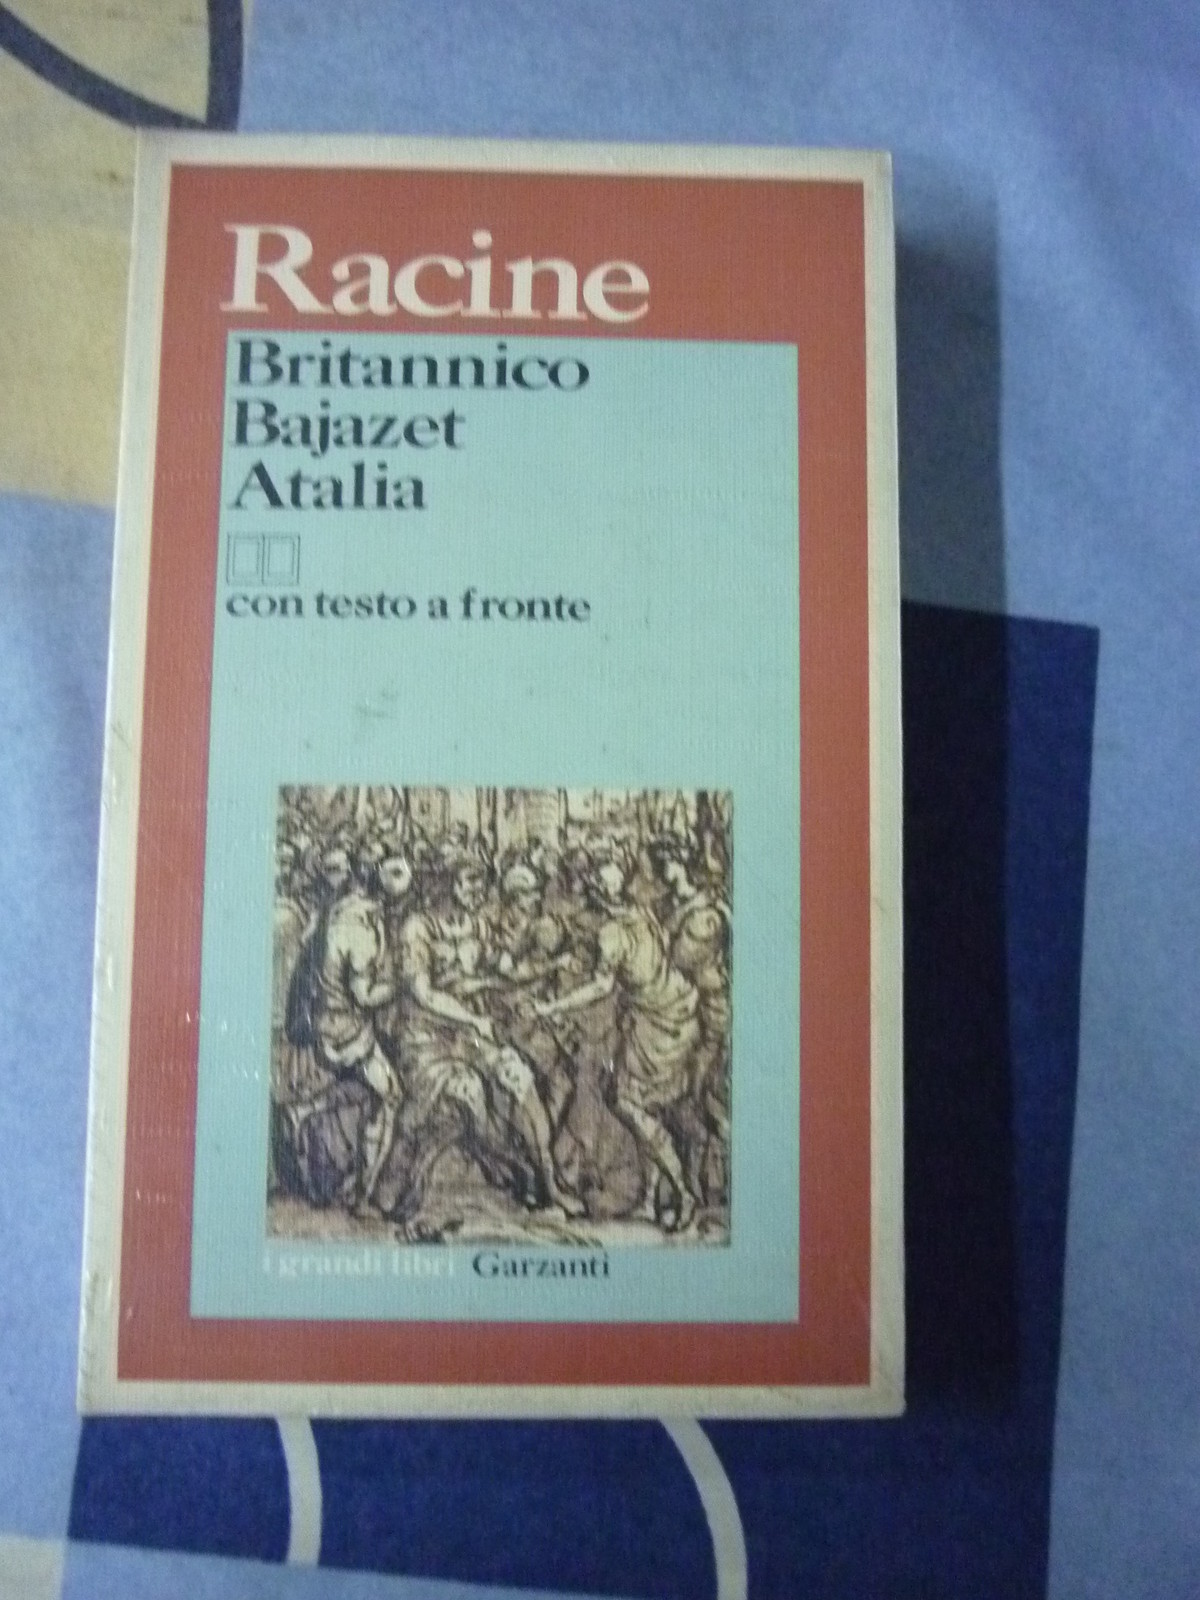 Racine
Britannico
Bajazet
Atalia
con testo a fronte
i grandi libri Garzanti